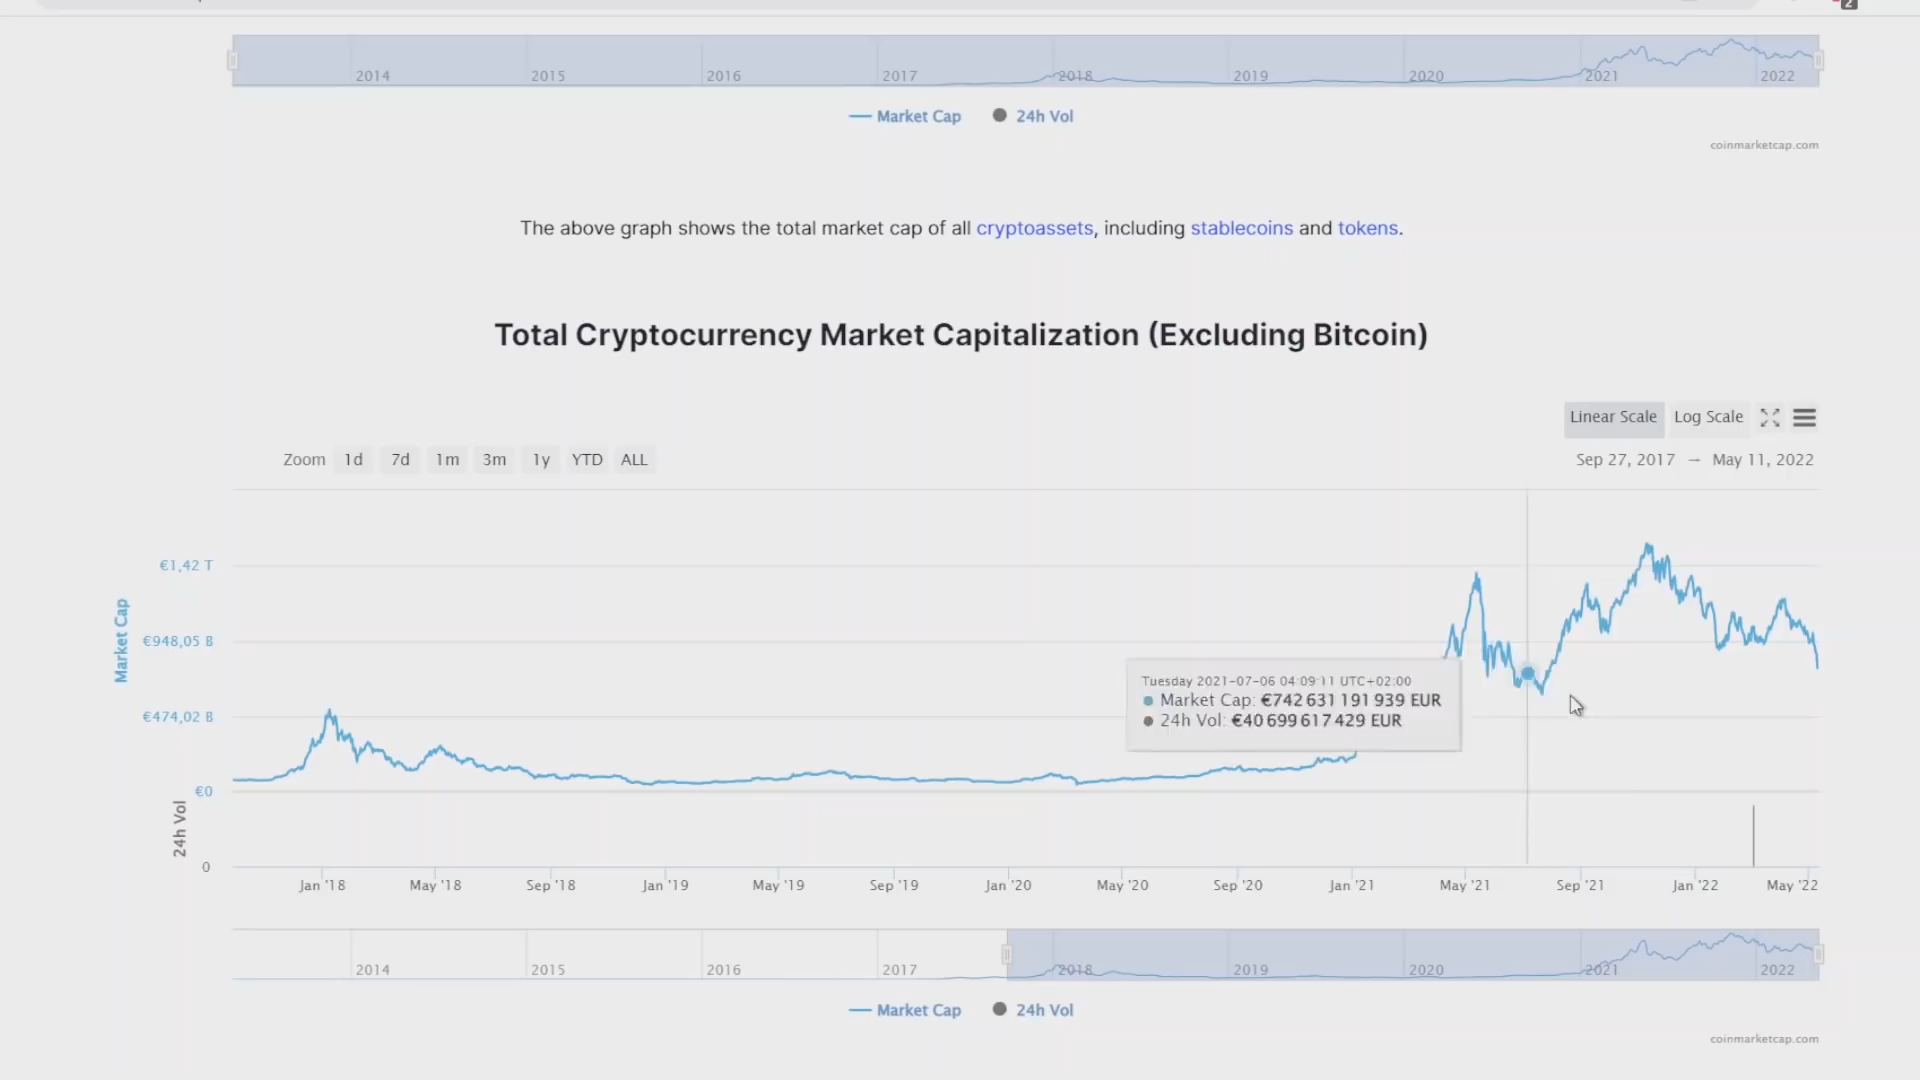 2
2014 2015 2016 2017 2018 2019 2020 2021 2022
Market Cap 24h Vol
coinmarketcap.com
The above graph shows the total market cap of all cryptoassets, including stablecoins and tokens.
Total Cryptocurrency Market Capitalization (Excluding Bitcoin)
Linear Scale Log Scale
Zoom 1d 7d 1m 3m 1y YTD ALL
Sep 27, 2017 → May 11, 2022
Market Cap
€1,42 T
€948,05 B
€474,02 B
€0
Tuesday 2021-07-06 04:09:11 UTC+02:00
Market Cap: €742 631 191 939 EUR
24h Vol: €40 699 617 429 EUR
24h Vol
0
Jan '18 May '18 Sep '18 Jan '19 May '19 Sep '19 Jan '20 May '20 Sep '20 Jan '21 May '21 Sep '21 Jan '22 May '22
2014 2015 2016 2017 2018 2019 2020 2021 2022
Market Cap 24h Vol
coinmarketcap.com